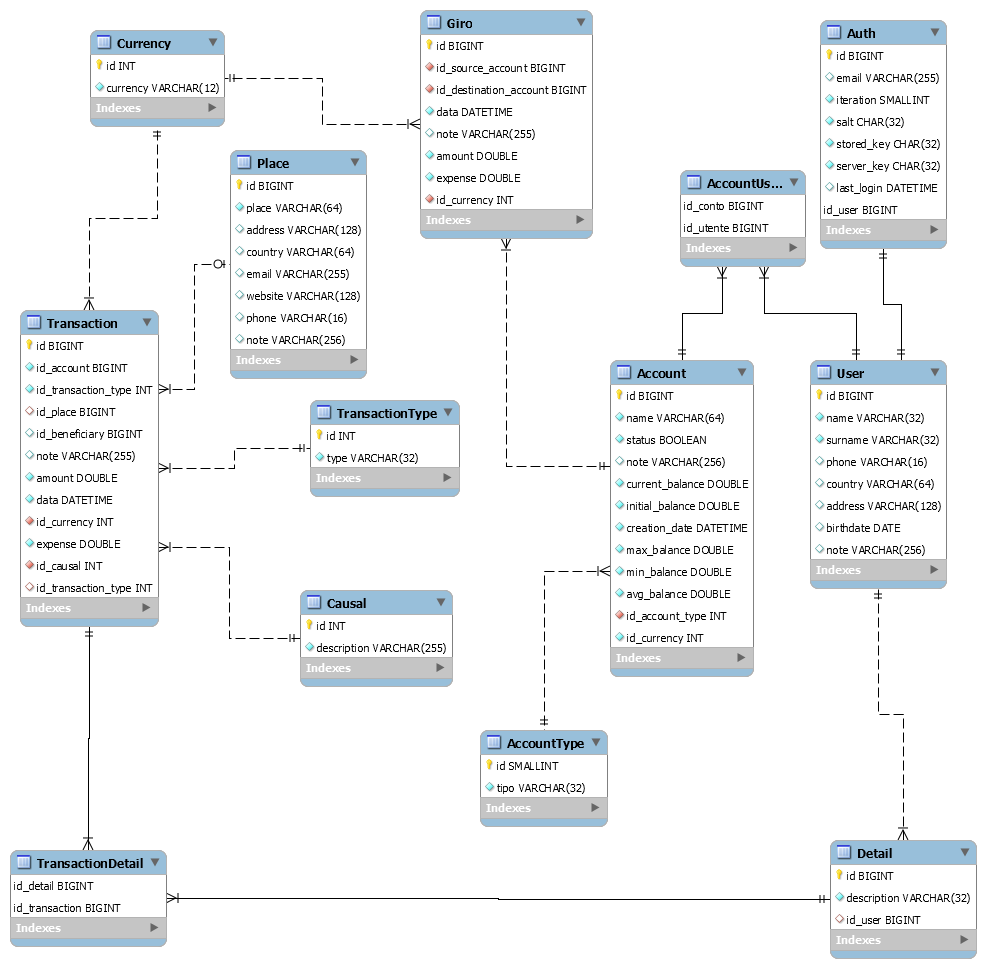 Currency
id INT
currency VARCHAR(12)
Indexes
Giro
id BIGINT
id_source_account BIGINT
id_destination_account BIGINT
data DATETIME
note VARCHAR(255)
amount DOUBLE
expense DOUBLE
id_currency INT
Indexes
Auth
id BIGINT
email VARCHAR(255)
iteration SMALLINT
salt CHAR(32)
stored_key CHAR(32)
server_key CHAR(32)
last_login DATETIME
id_user BIGINT
Indexes
Place
id BIGINT
place VARCHAR(64)
address VARCHAR(128)
country VARCHAR(64)
email VARCHAR(255)
website VARCHAR(128)
phone VARCHAR(16)
note VARCHAR(256)
Indexes
AccountUs...
id_conto BIGINT
id_utente BIGINT
Indexes
Transaction
id BIGINT
id_account BIGINT
id_transaction_type INT
id_place BIGINT
id_beneficiary BIGINT
note VARCHAR(255)
amount DOUBLE
data DATETIME
id_currency INT
expense DOUBLE
id_causal INT
id_transaction_type INT
Indexes
TransactionType
id INT
type VARCHAR(32)
Indexes
Account
id BIGINT
name VARCHAR(64)
status BOOLEAN
note VARCHAR(256)
current_balance DOUBLE
initial_balance DOUBLE
creation_date DATETIME
max_balance DOUBLE
min_balance DOUBLE
avg_balance DOUBLE
id_account_type INT
id_currency INT
Indexes
User
id BIGINT
name VARCHAR(32)
surname VARCHAR(32)
phone VARCHAR(16)
country VARCHAR(64)
address VARCHAR(128)
birthdate DATE
note VARCHAR(256)
Indexes
Causal
id INT
description VARCHAR(255)
Indexes
AccountType
id SMALLINT
tipo VARCHAR(32)
Indexes
TransactionDetail
id_detail BIGINT
id_transaction BIGINT
Indexes
Detail
id BIGINT
description VARCHAR(32)
id_user BIGINT
Indexes